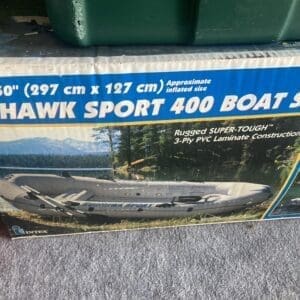 50" (297 cm x 127 cm) Approximate
inflated size
HAWK SPORT 400 BOAT S
Rugged SUPER-TOUGH™
3-Ply PVC Laminate Construction
INTEX